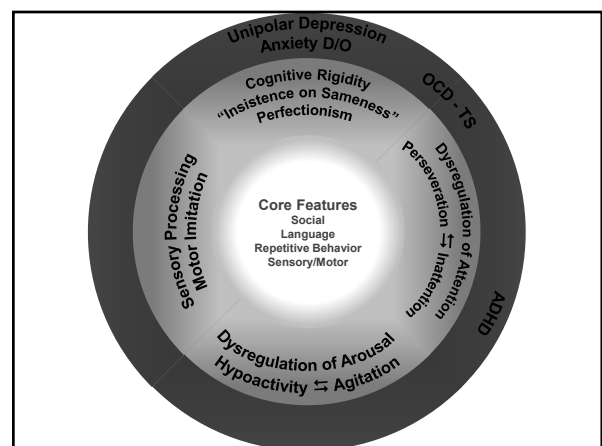 Unipolar Depression
Anxiety D/O
OCD - TS
ADHD
Cognitive Rigidity
“Insistence on Sameness”
Perfectionism
Dysregulation of Attention
Perseveration ⇄ Inattention
Dysregulation of Arousal
Hypoactivity ⇆ Agitation
Sensory Processing
Motor Imitation
Core Features
Social
Language
Repetitive Behavior
Sensory/Motor